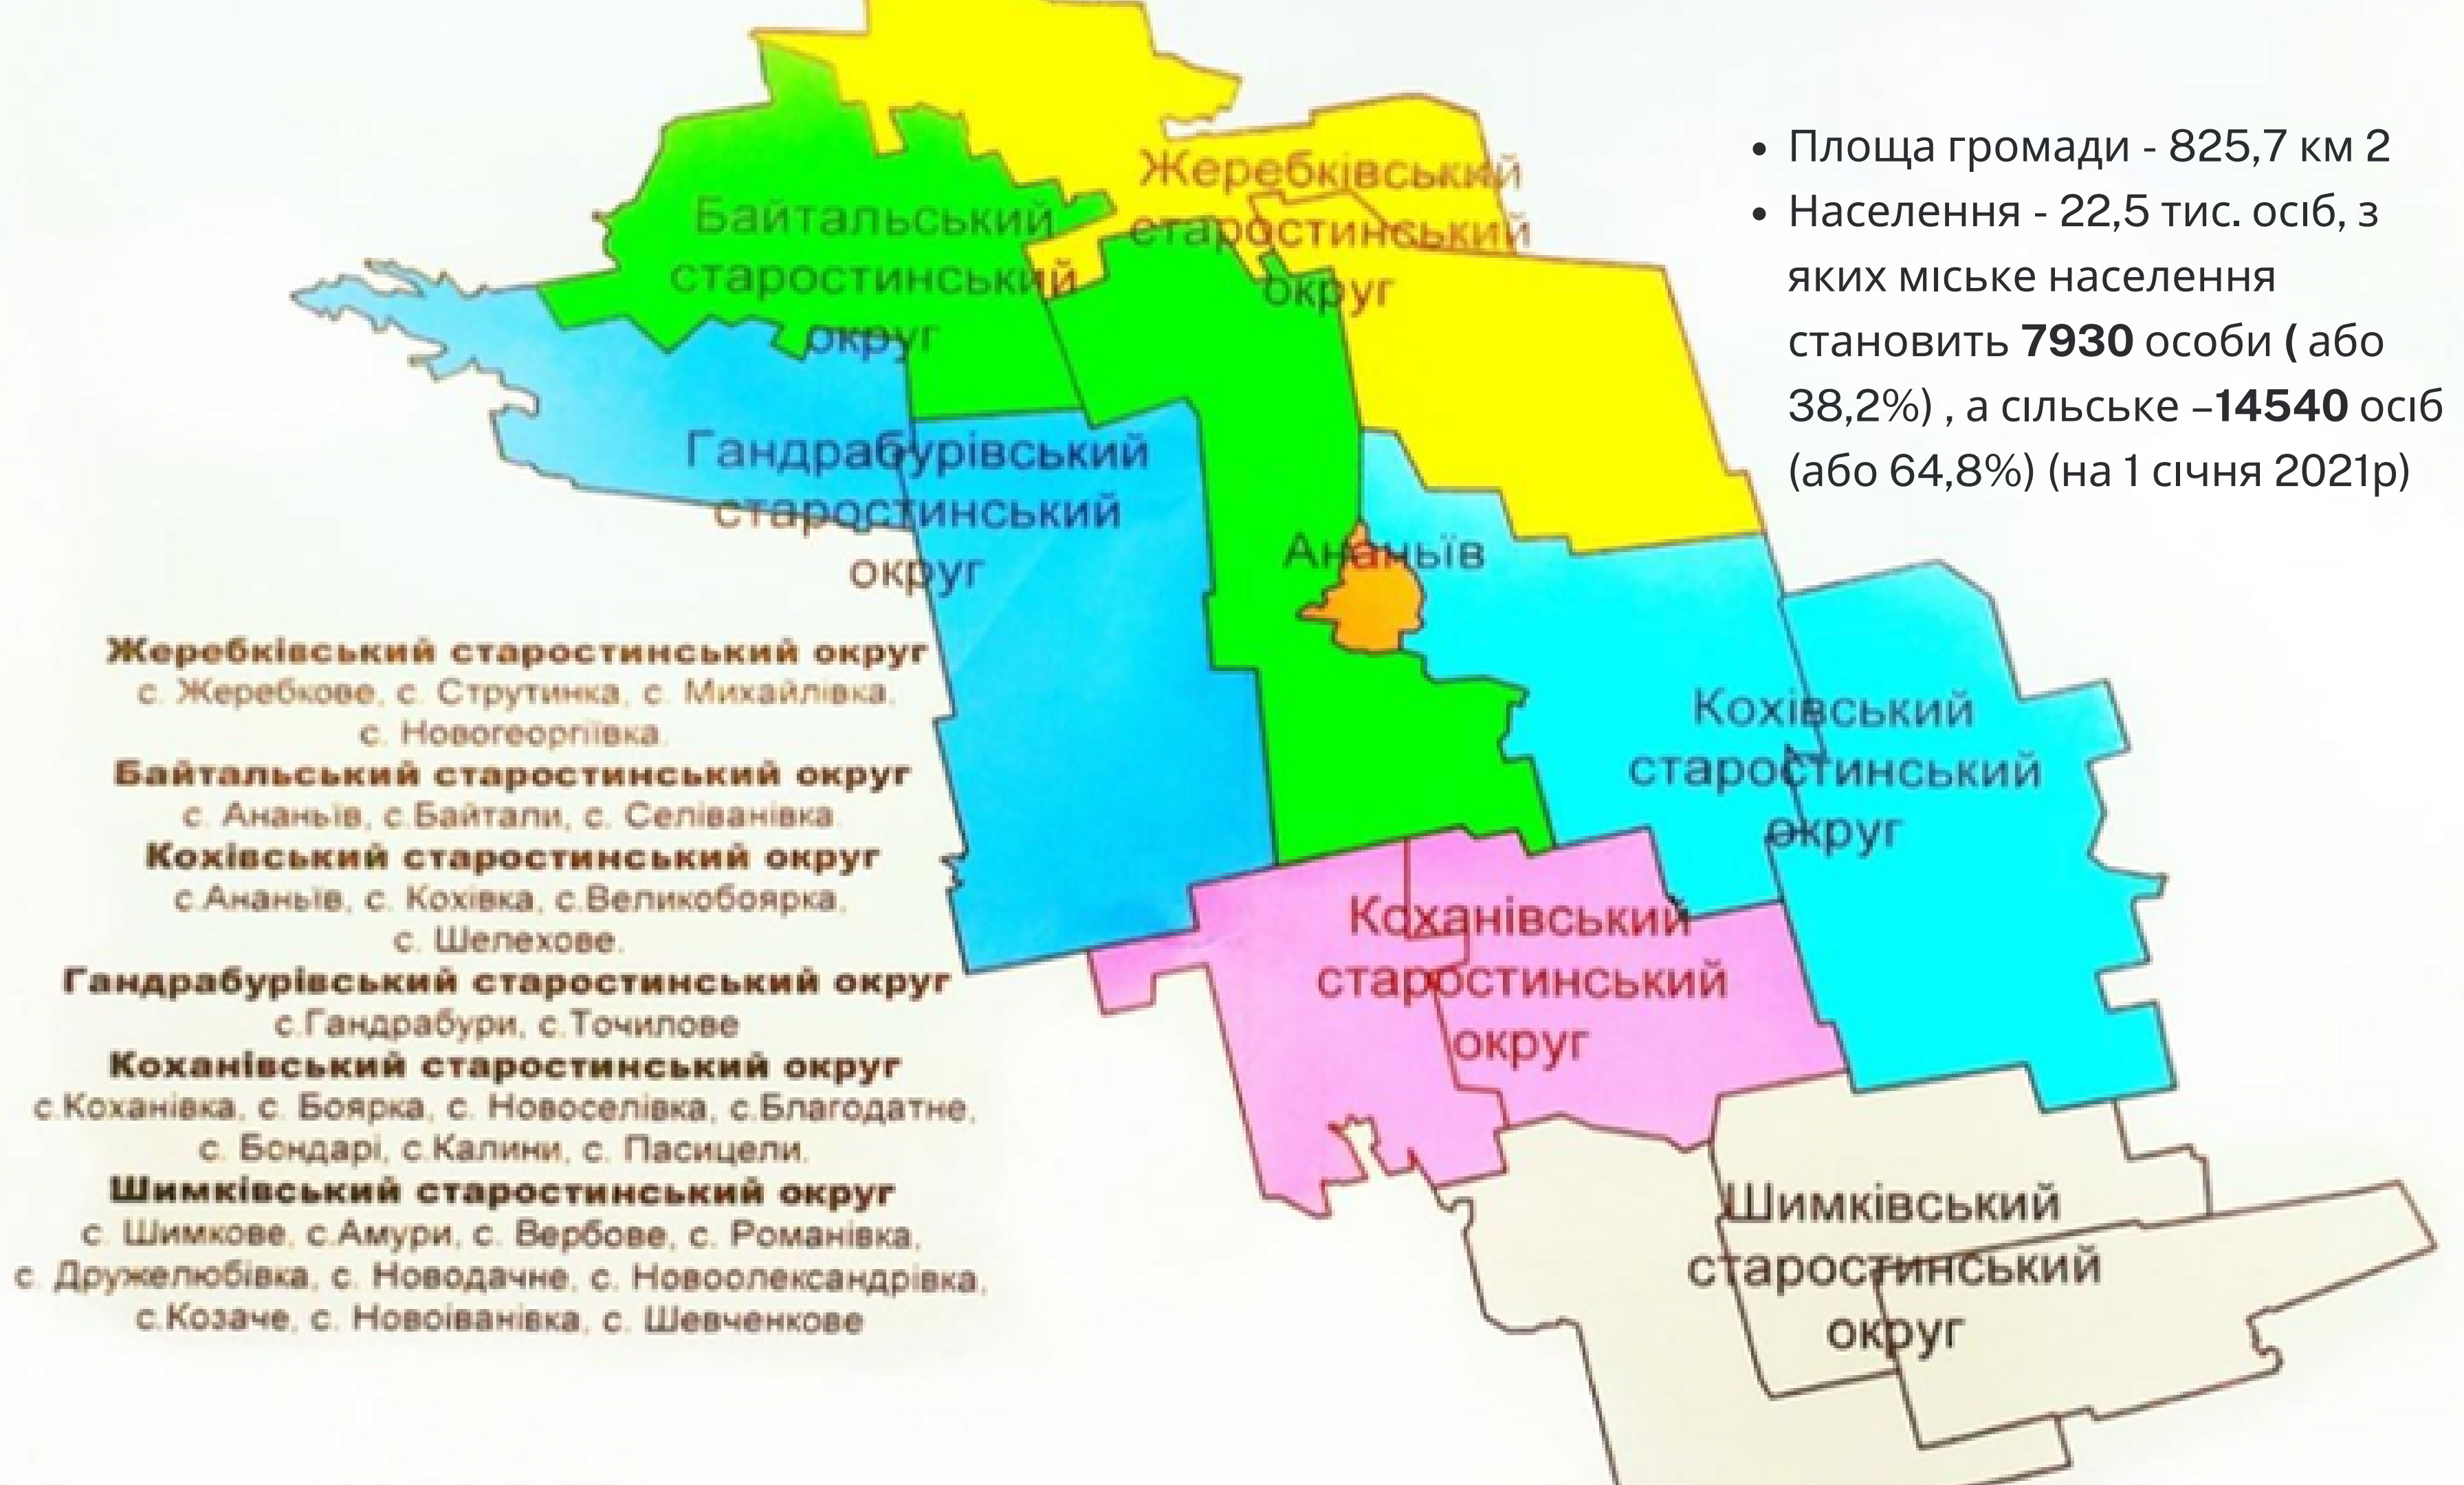 • Площа громади - 825,7 км 2
• Населення - 22,5 тис. осіб, з
яких міське населення
становить 7930 особи ( або
38,2%) , а сільське –14540 осіб
(або 64,8%) (на 1 січня 2021р)
Жеребківський
старостинський
округ
Байтальський
старостинський
округ
Гандрабурівський
старостинський
округ
Ананьїв
Кохівський
старостинський
округ
Коханівський
старостинський
округ
Шимківський
старостинський
округ
Жеребківський старостинський округ
с. Жеребкове, с. Струтинка, с. Михайлівка,
с. Новогеоргіївка.
Байтальський старостинський округ
с. Ананьїв, с.Байтали, с. Селіванівка.
Кохівський старостинський округ
с.Ананьїв, с. Кохівка, с.Великобоярка,
с. Шелехове.
Гандрабурівський старостинський округ
с.Гандрабури, с.Точилове
Коханівський старостинський округ
с.Коханівка, с. Боярка, с. Новоселівка, с.Благодатне,
с. Бондарі, с.Калини, с. Пасицели.
Шимківський старостинський округ
с. Шимкове, с.Амури, с. Вербове, с. Романівка,
с. Дружелюбівка, с. Новодачне, с. Новоолександрівка,
с.Козаче, с. Новоіванівка, с. Шевченкове